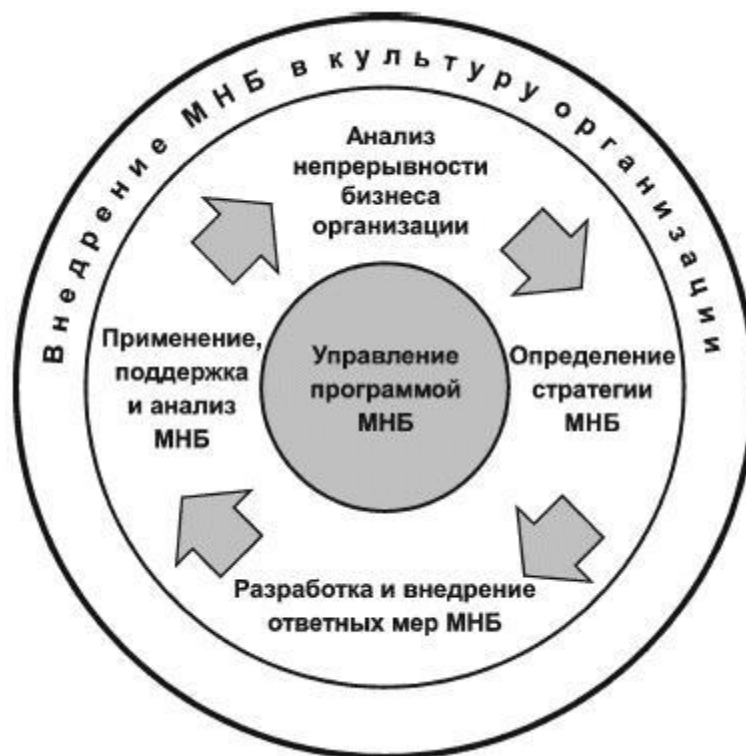 Внедрение МНБ в культуру организации
Анализ
непрерывности
бизнеса
организации
Применение,
поддержка
и анализ
МНБ
Управление
программой
МНБ
Определение
стратегии
МНБ
Разработка и внедрение
ответных мер МНБ